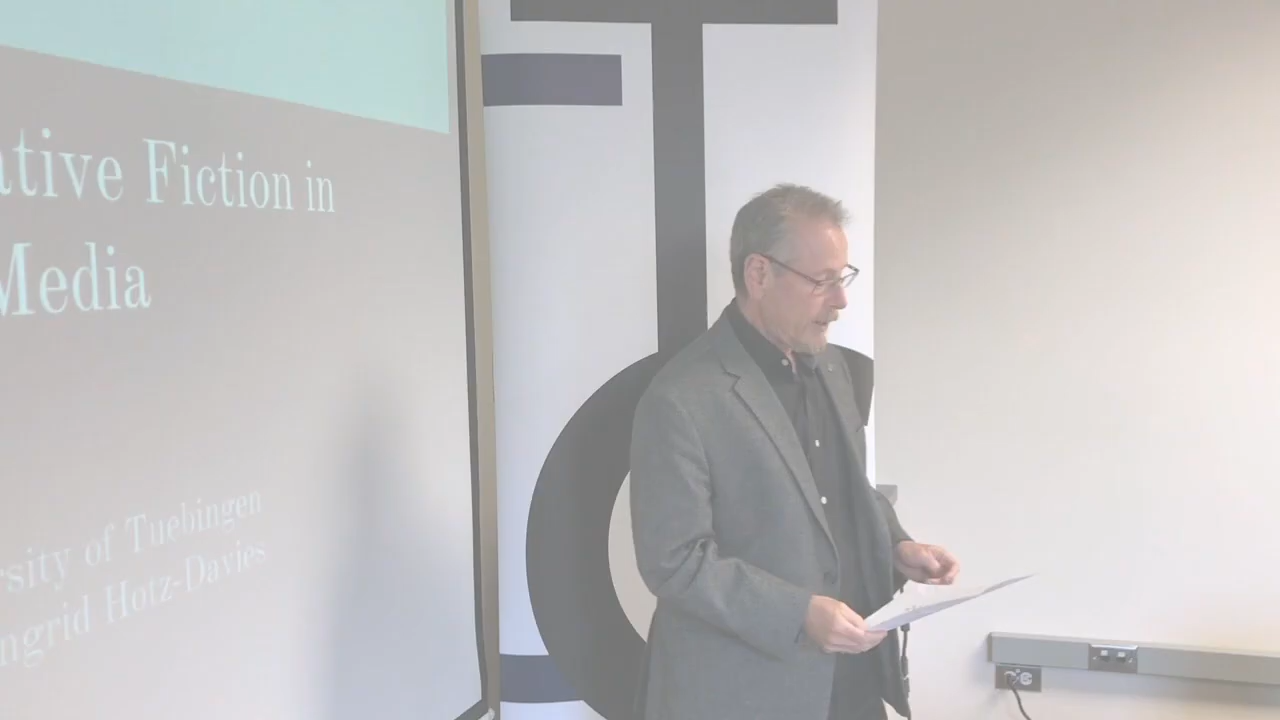 ative Fiction in
Media
rsity of Tuebingen
ngrid Hotz-Davies